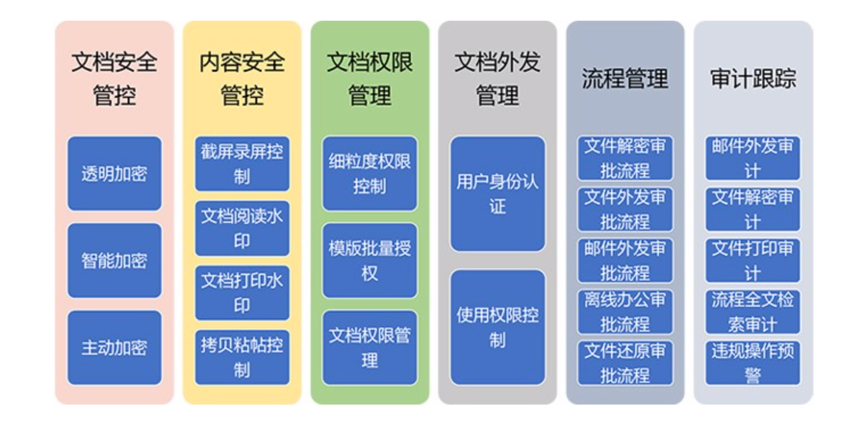 文档安全
管控
透明加密
智能加密
主动加密
内容安全
管控
截屏录屏控
制
文档阅读水
印
文档打印水
印
拷贝粘帖控
制
文档权限
管理
细粒度权限
控制
模版批量授
权
文档权限管
理
文档外发
管理
用户身份认
证
使用权限控
制
流程管理
文件解密审
批流程
文件外发审
批流程
邮件外发审
批流程
离线办公审
批流程
文件还原审
批流程
审计跟踪
邮件外发审
计
文件解密审
计
文件打印审
计
流程全文检
索审计
违规操作预
警